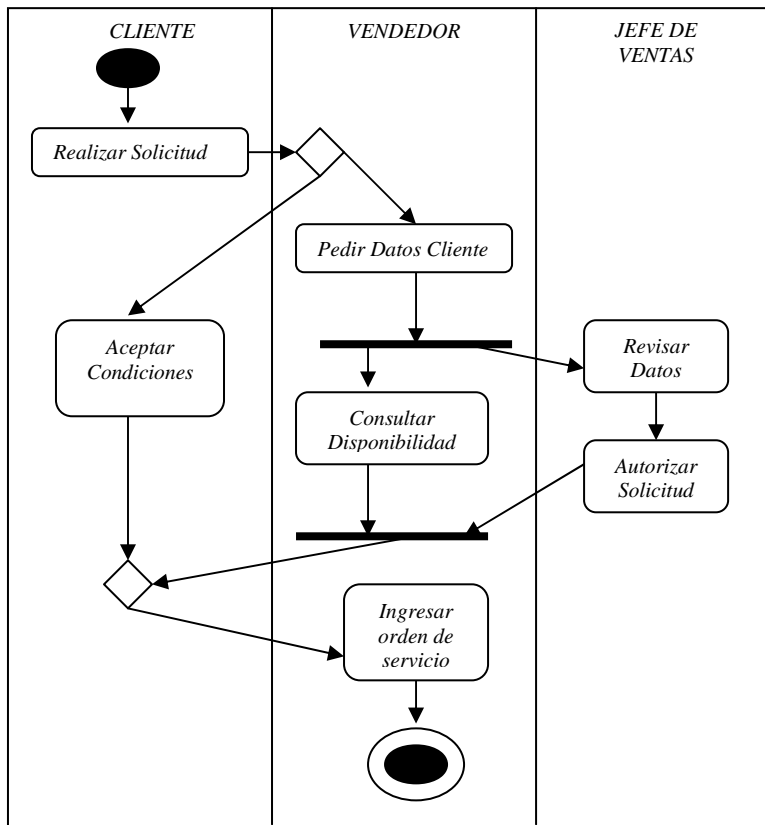 CLIENTE
VENDEDOR
JEFE DE
VENTAS
Realizar Solicitud
Pedir Datos Cliente
Aceptar
Condiciones
Revisar
Datos
Consultar
Disponibilidad
Autorizar
Solicitud
Ingresar
orden de
servicio